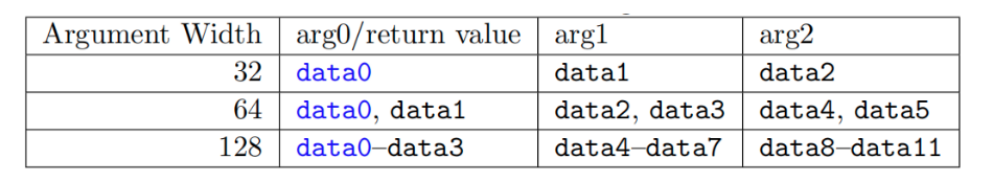 Argument Width arg0/return value arg1 arg2
32 data0 data1 data2
64 data0, data1 data2, data3 data4, data5
128 data0–data3 data4–data7 data8–data11